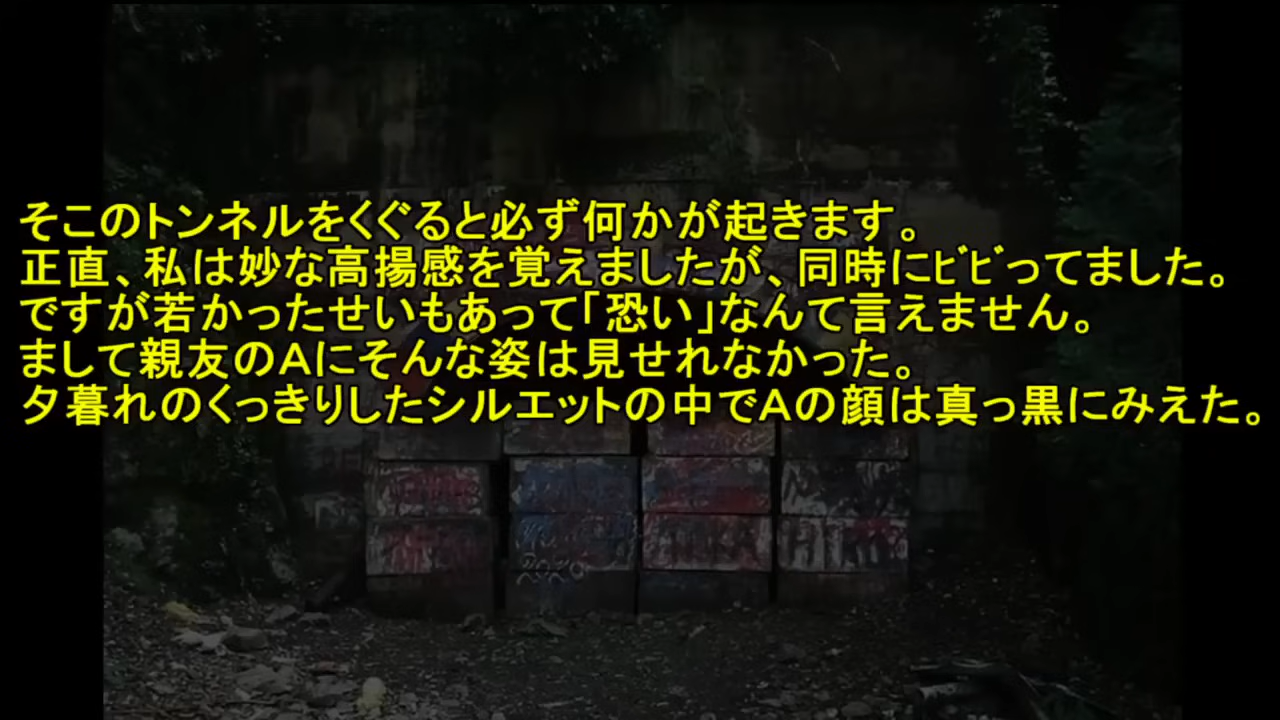 そこのトンネルをくぐると必ず何かが起きます。
正直、私は妙な高揚感を覚えましたが、同時にﾋﾞﾋﾞってました。
ですが若かったせいもあって｢恐い｣なんて言えません。
まして親友のAにそんな姿は見せれなかった。
夕暮れのくっきりしたシルエットの中でAの顔は真っ黒にみえた。